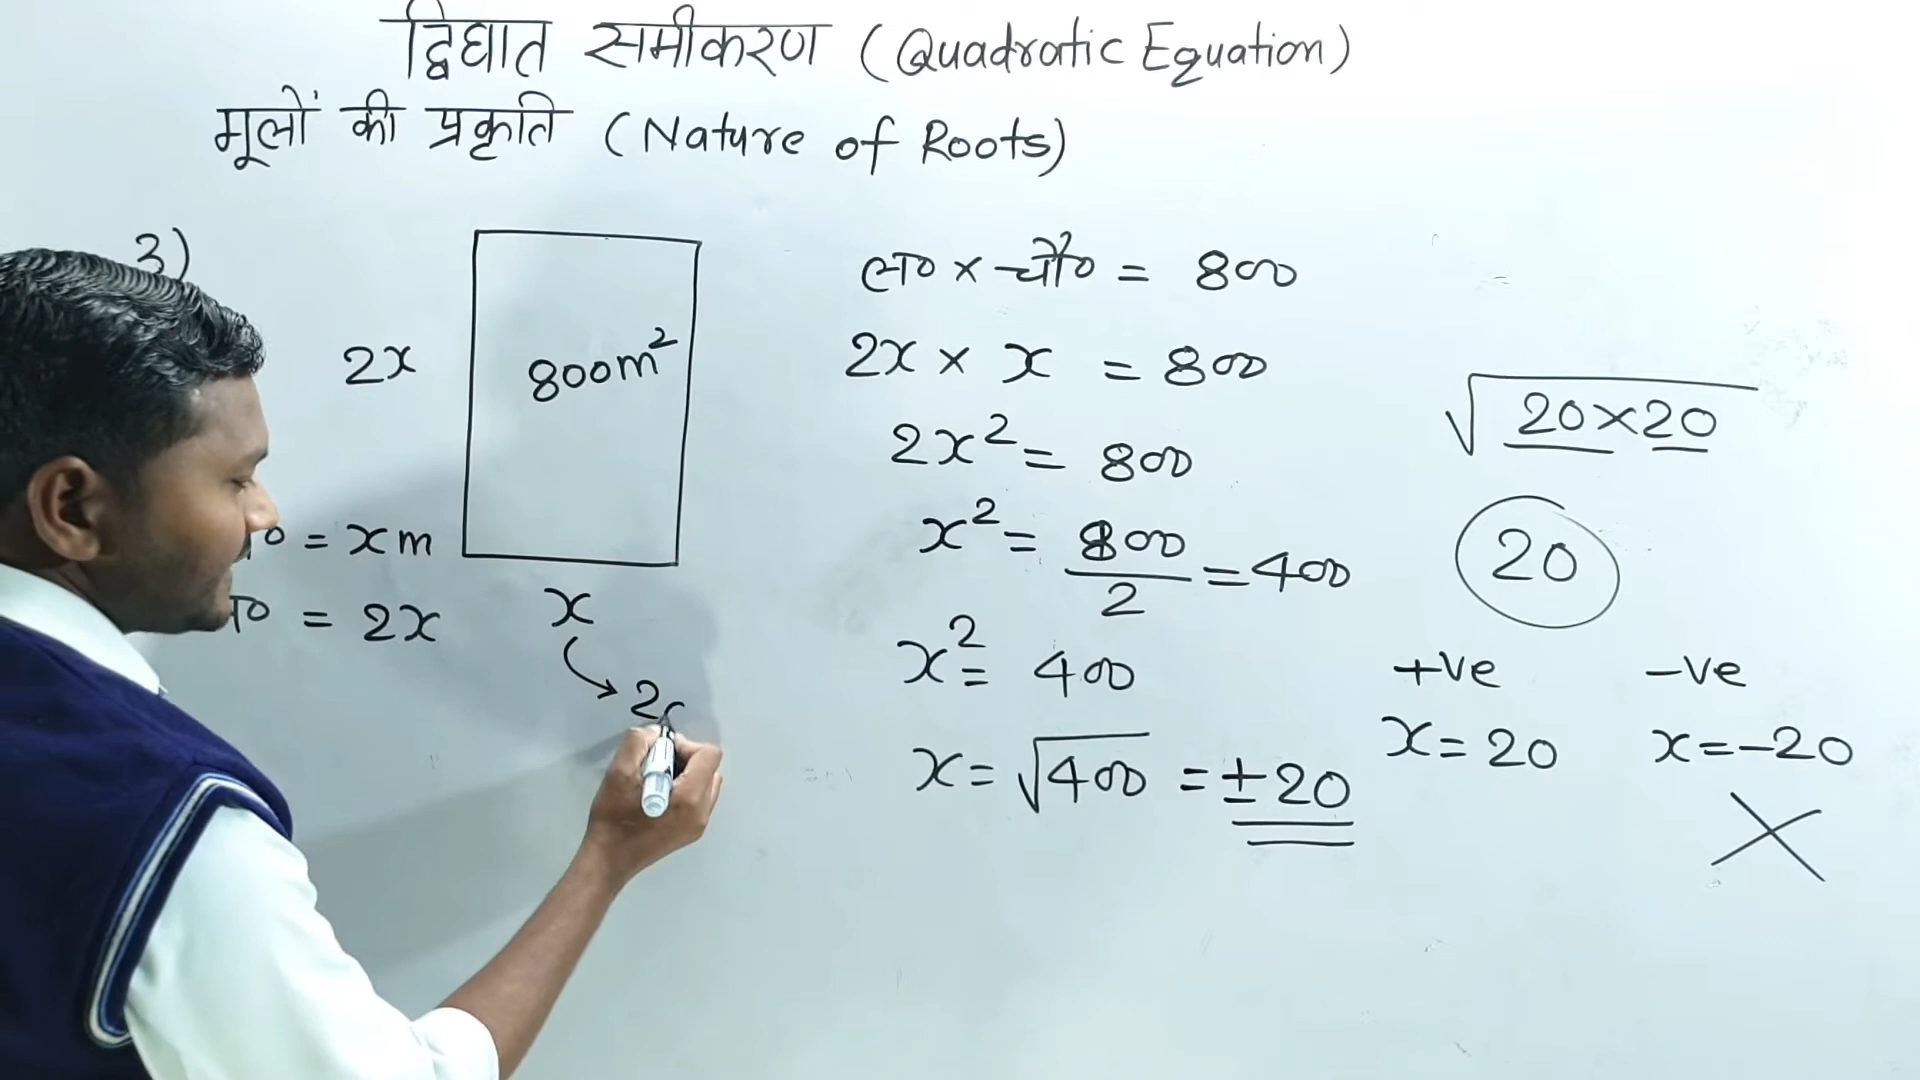 द्विघात समीकरण (Quadratic Equation)
मूलों की प्रकृति (Nature of Roots)
3)
2x
800m²
= xm
= 2x
x
2
ल० × चौ० = 800
2x × x = 800
2x² = 800
x² = 800/2 = 400
x² = 400
x = √400 = ±20
√20×20
20
+ve
x = 20
-ve
x = -20